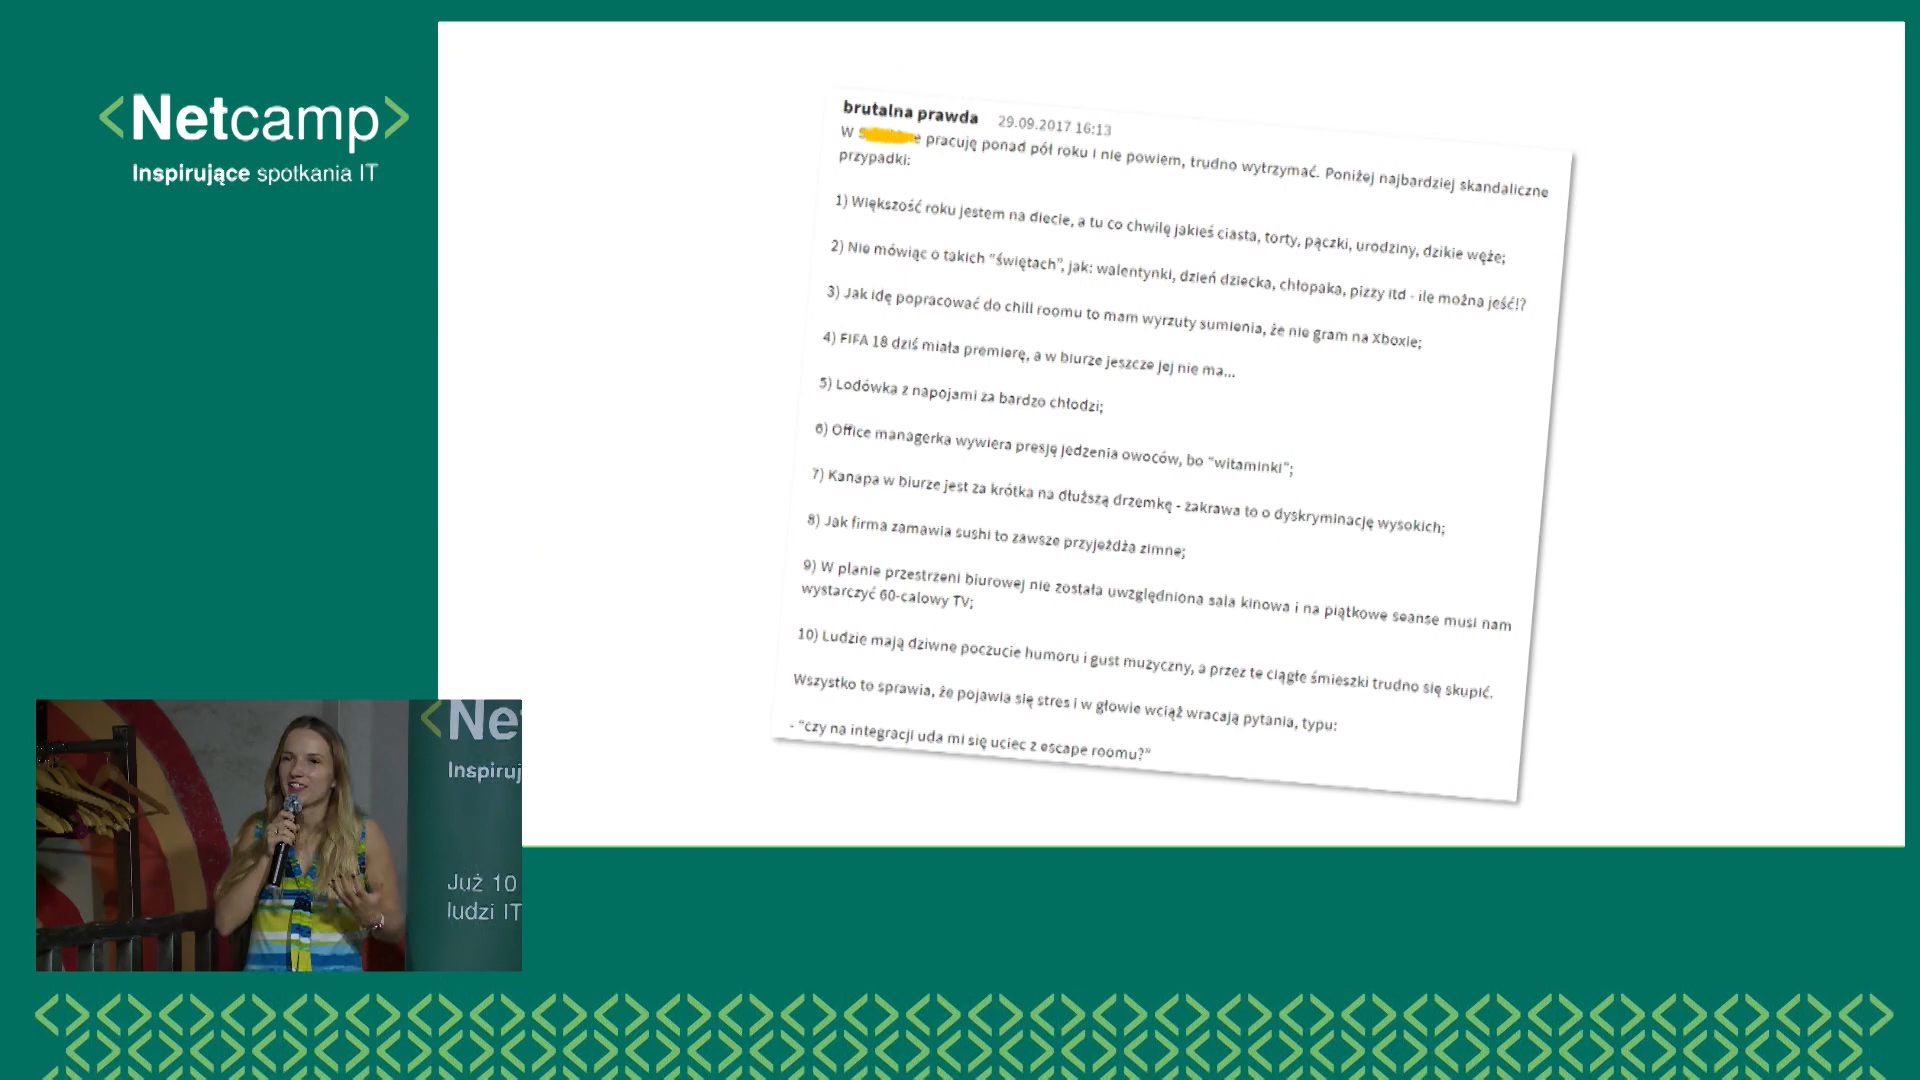 <Netcamp>
Inspirujące spotkania IT
brutalna prawda 29.09.2017 16:13
W S e pracuję ponad pół roku i nie powiem, trudno wytrzymać. Poniżej najbardziej skandaliczne
przypadki:
1) Większość roku jestem na diecie, a tu co chwilę jakieś ciasta, torty, pączki, urodziny, dzikie węże;
2) Nie mówiąc o takich "świętach", jak: walentynki, dzień dziecka, chłopaka, pizzy itd - ile można jeść!?
3) Jak idę popracować do chill roomu to mam wyrzuty sumienia, że nie gram na Xboxie;
4) FIFA 18 dziś miała premierę, a w biurze jeszcze jej nie ma...
5) Lodówka z napojami za bardzo chłodzi;
6) Office managerka wywiera presję jedzenia owoców, bo "witaminki";
7) Kanapa w biurze jest za krótka na dłuższą drzemkę - zakrawa to o dyskryminację wysokich;
8) Jak firma zamawia sushi to zawsze przyjeżdża zimne;
9) W planie przestrzeni biurowej nie została uwzględniona sala kinowa i na piątkowe seanse musi nam
wystarczyć 60-calowy TV;
10) Ludzie mają dziwne poczucie humoru i gust muzyczny, a przez te ciągłe śmieszki trudno się skupić.
Wszystko to sprawia, że pojawia się stres i w głowie wciąż wracają pytania, typu:
- "czy na integracji uda mi się uciec z escape roomu?"
<Ne
Inspiruj
Już 10
ludzi IT